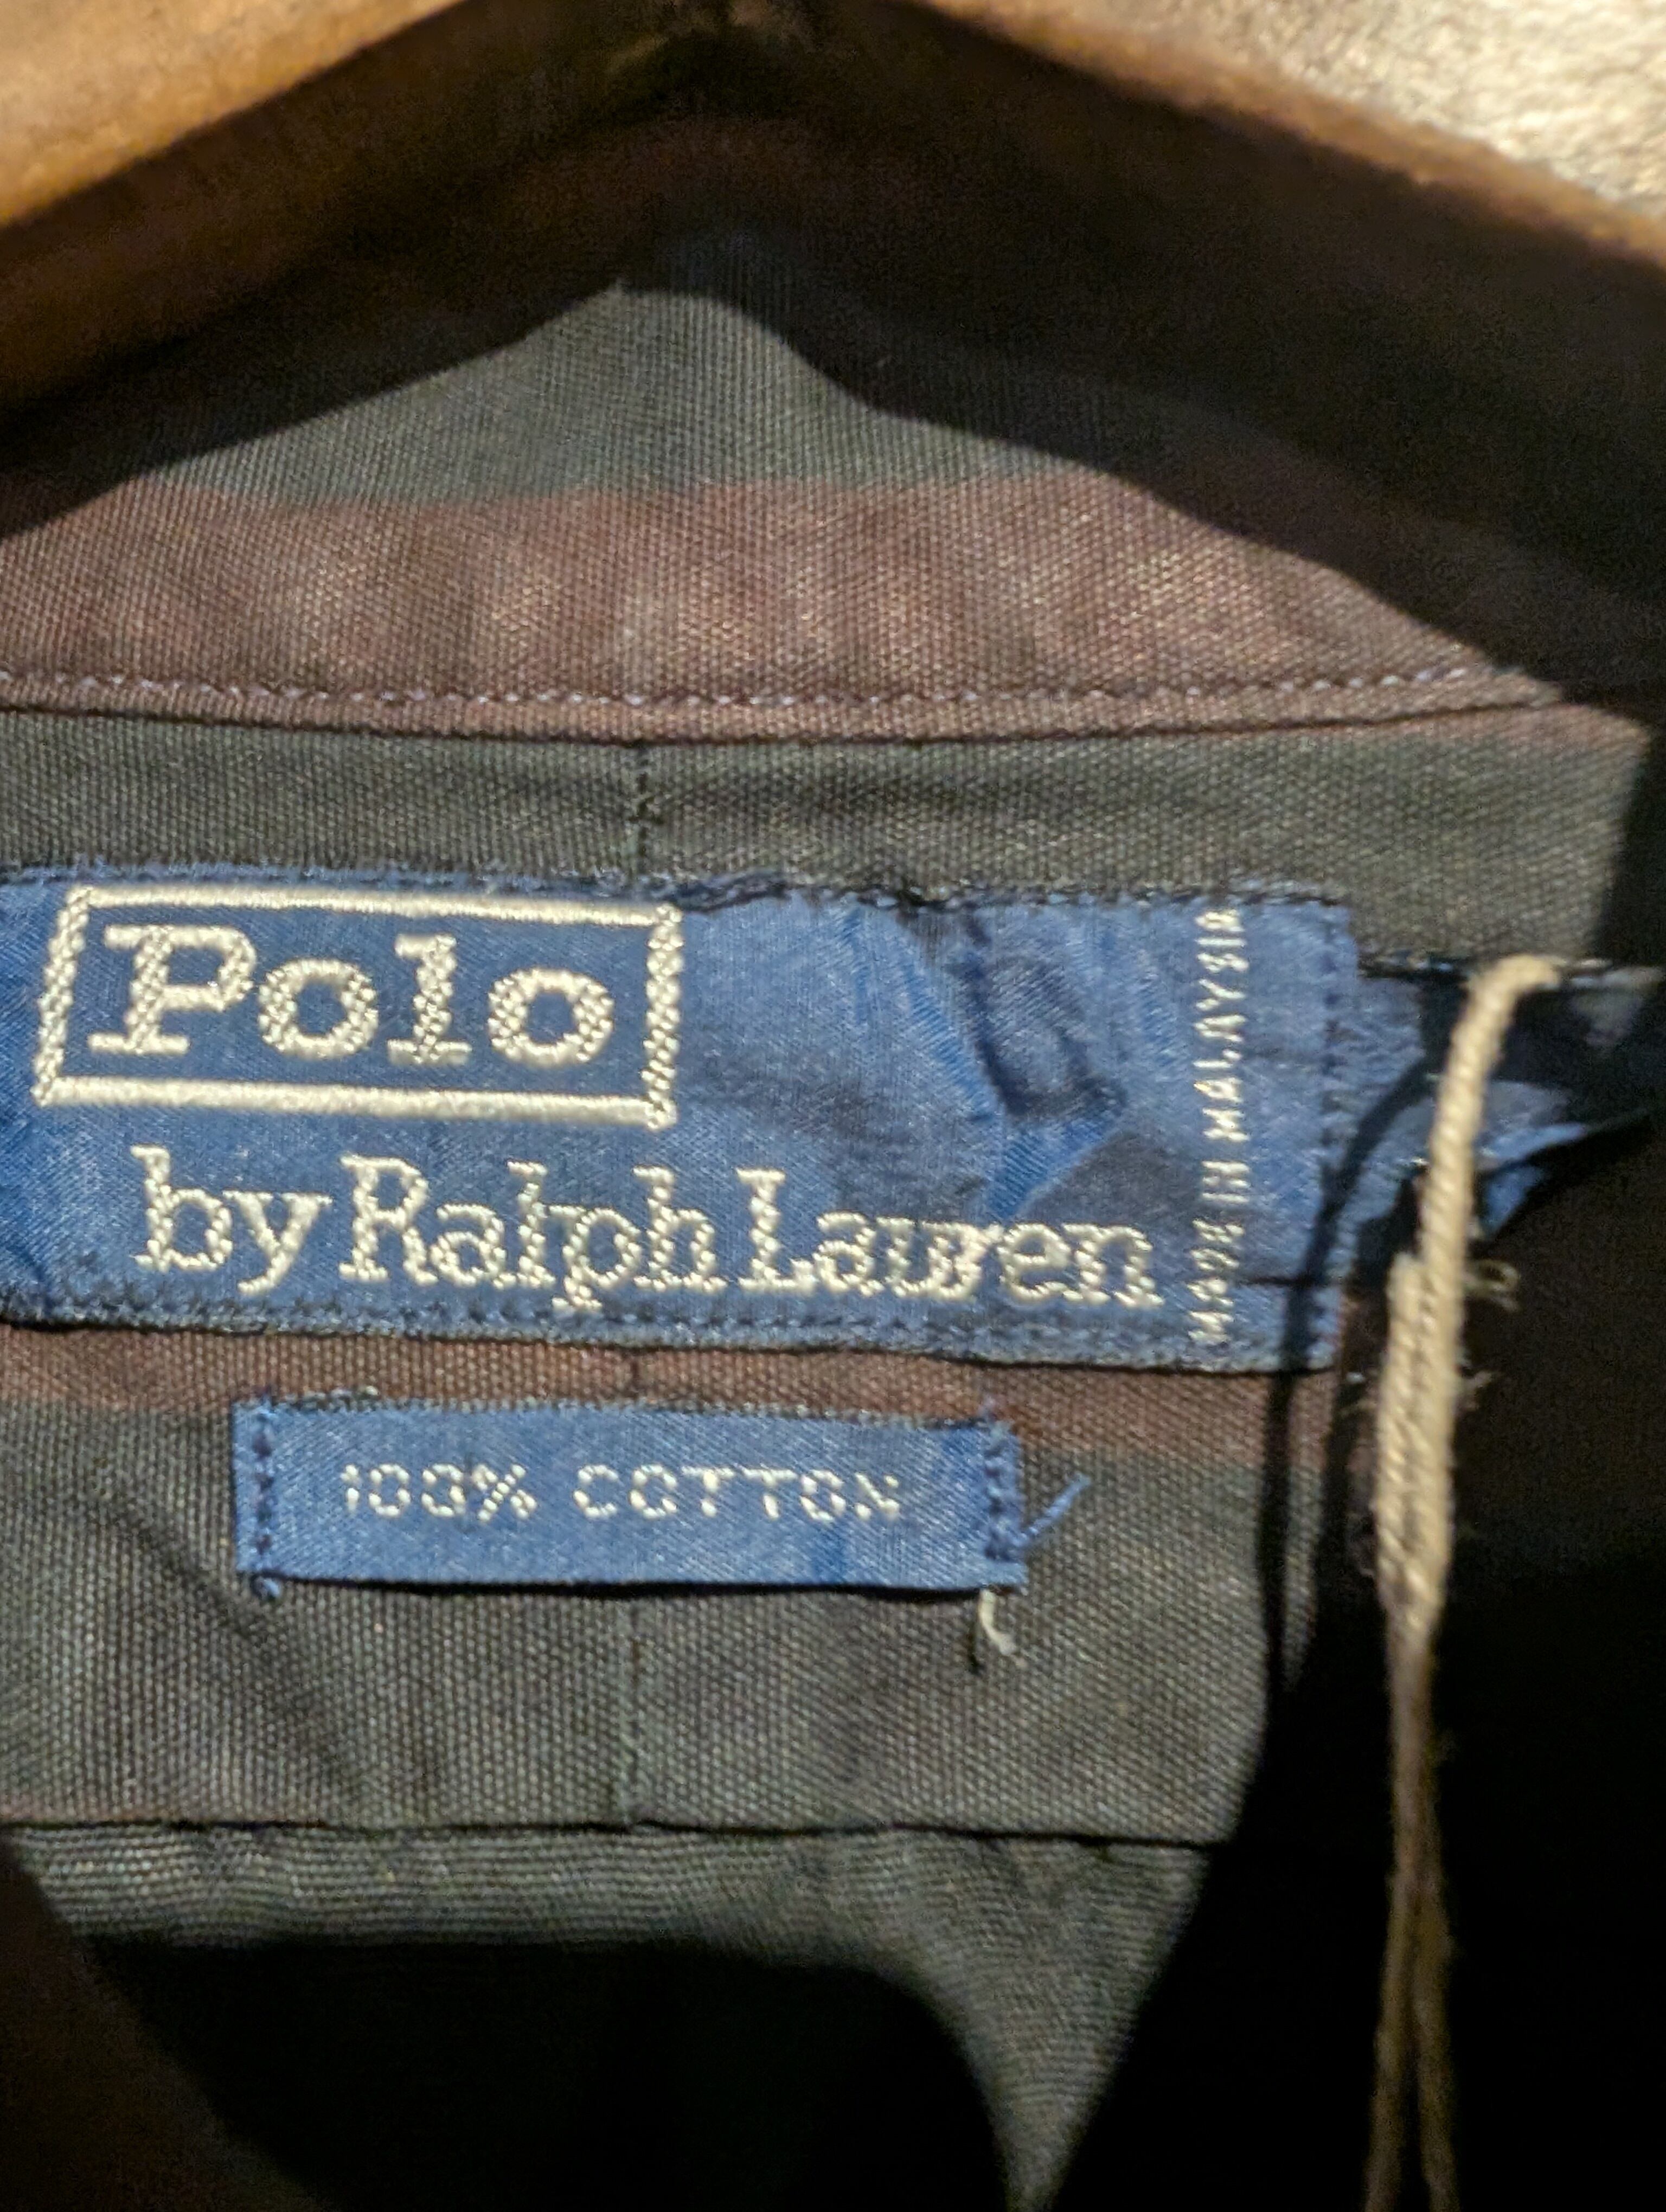 Polo
by Ralph Lauren
MADE IN MALAYSIA
100% COTTON